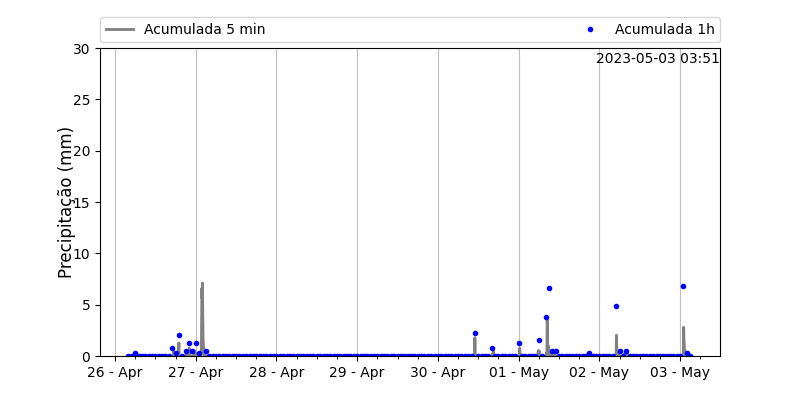 Acumulada 5 min
Acumulada 1h
2023-05-03 03:51
Precipitação (mm)
30
25
20
15
10
5
0
26 - Apr
27 - Apr
28 - Apr
29 - Apr
30 - Apr
01 - May
02 - May
03 - May